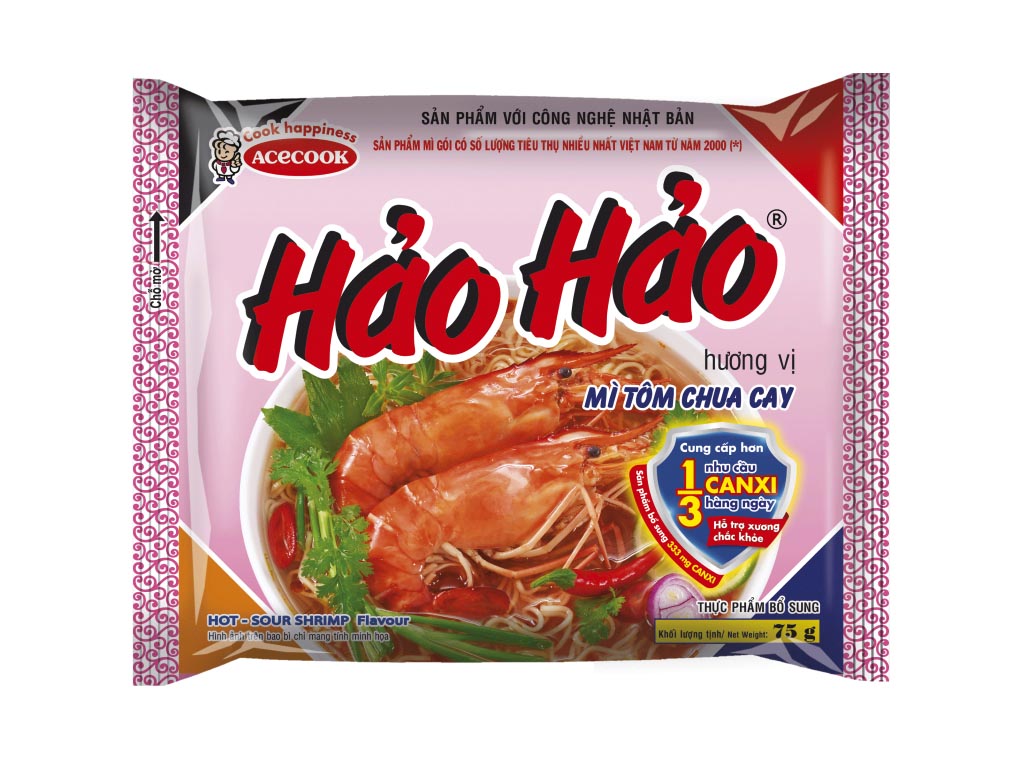 Cook happiness
ACECOOK
SẢN PHẨM VỚI CÔNG NGHỆ NHẬT BẢN
SẢN PHẨM MÌ GÓI CÓ SỐ LƯỢNG TIÊU THỤ NHIỀU NHẤT VIỆT NAM TỪ NĂM 2000 (*)
Hảo Hảo ®
Chỗ mở
hương vị
MÌ TÔM CHUA CAY
Cung cấp hơn
1/3 nhu cầu
CANXI
hàng ngày
Hỗ trợ xương
chắc khỏe
Sản phẩm bổ sung 333 mg CANXI
THỰC PHẨM BỔ SUNG
Khối lượng tịnh/ Net Weight: 75 g
HOT - SOUR SHRIMP Flavour
Hình ảnh trên bao bì chỉ mang tính minh họa